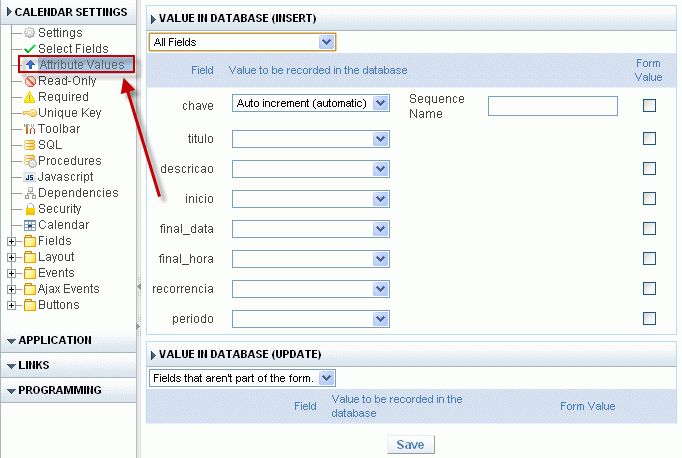 CALENDAR SETTINGS
Settings
Select Fields
Attribute Values
Read-Only
Required
Unique Key
Toolbar
SQL
Procedures
Javascript
Dependencies
Security
Calendar
Fields
Layout
Events
Ajax Events
Buttons
APPLICATION
LINKS
PROGRAMMING
VALUE IN DATABASE (INSERT)
All Fields
Field Value to be recorded in the database Form Value
chave Auto increment (automatic) Sequence Name
titulo
descricao
inicio
final_data
final_hora
recorrencia
periodo
VALUE IN DATABASE (UPDATE)
Fields that aren't part of the form.
Field Value to be recorded in the database Form Value
Save